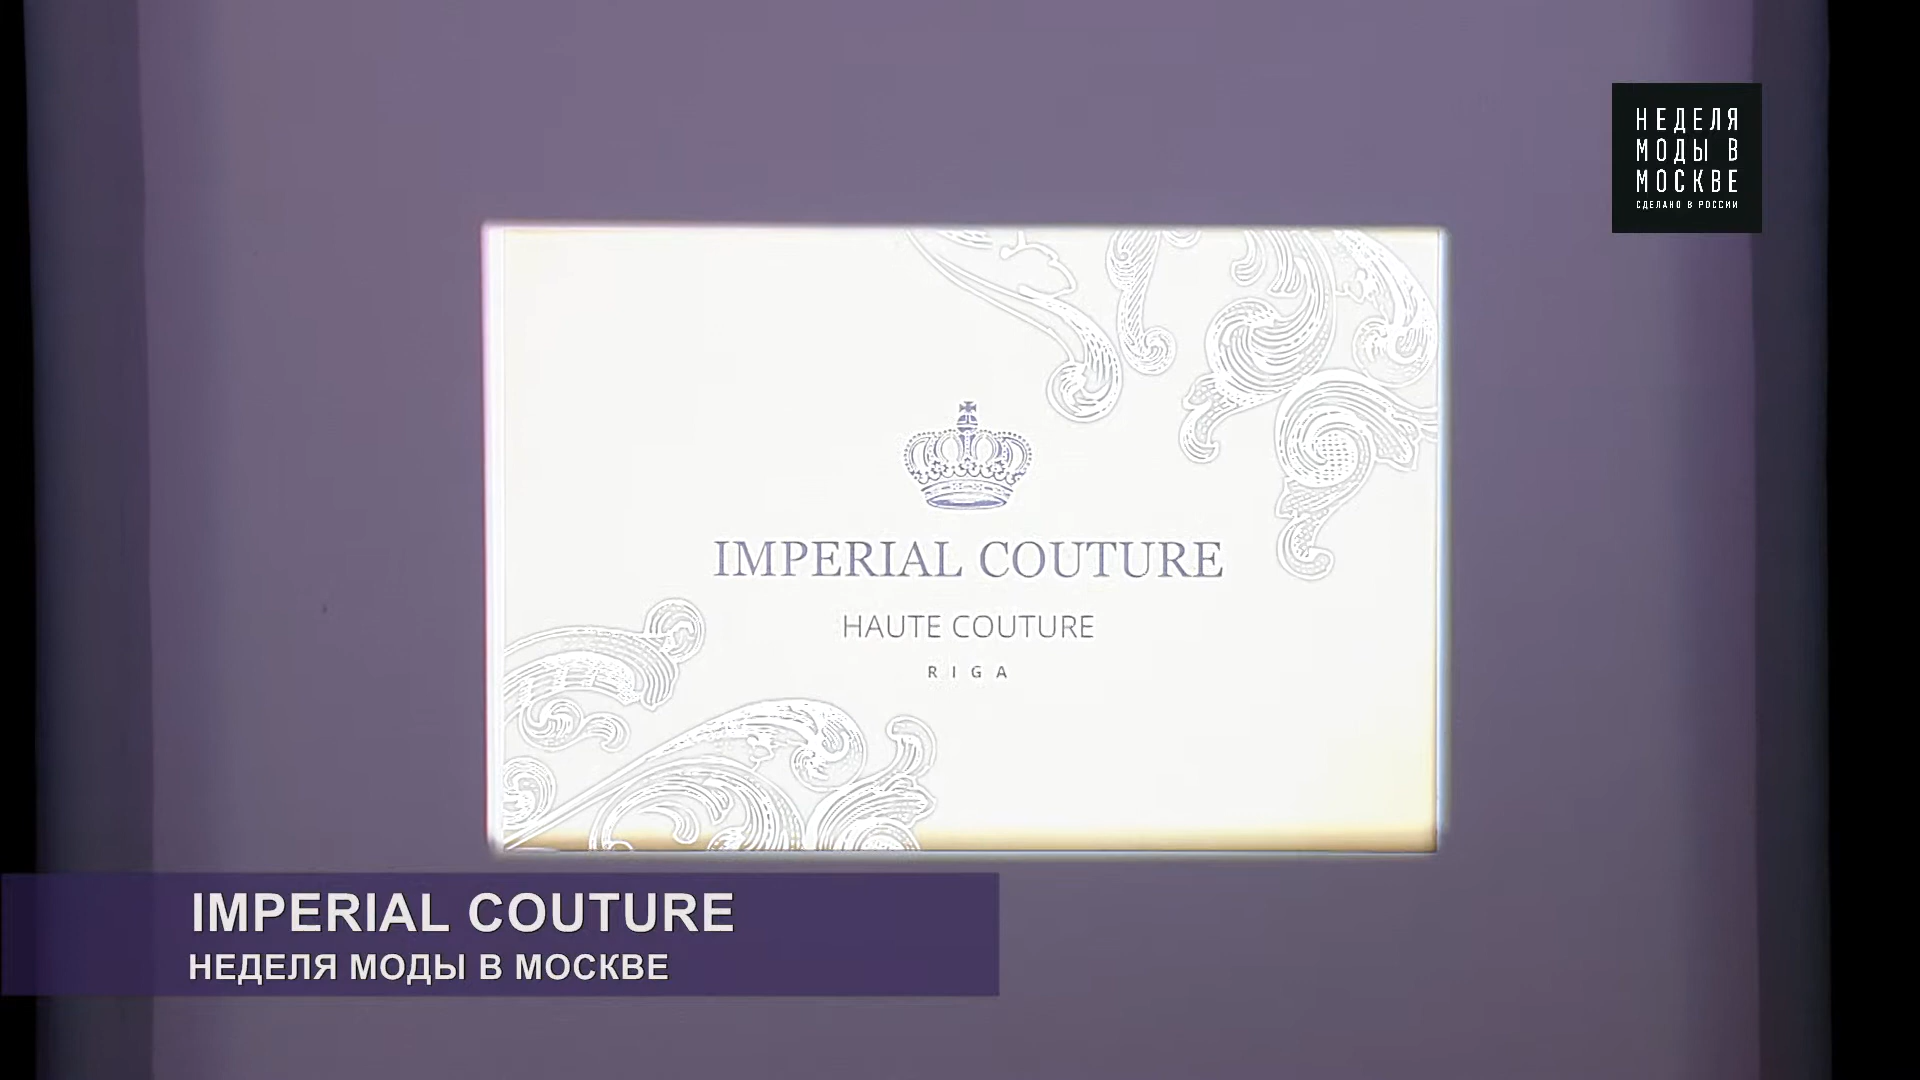 НЕДЕЛЯ
МОДЫ В
МОСКВЕ
СДЕЛАНО В РОССИИ
IMPERIAL COUTURE
HAUTE COUTURE
RIGA
IMPERIAL COUTURE
НЕДЕЛЯ МОДЫ В МОСКВЕ